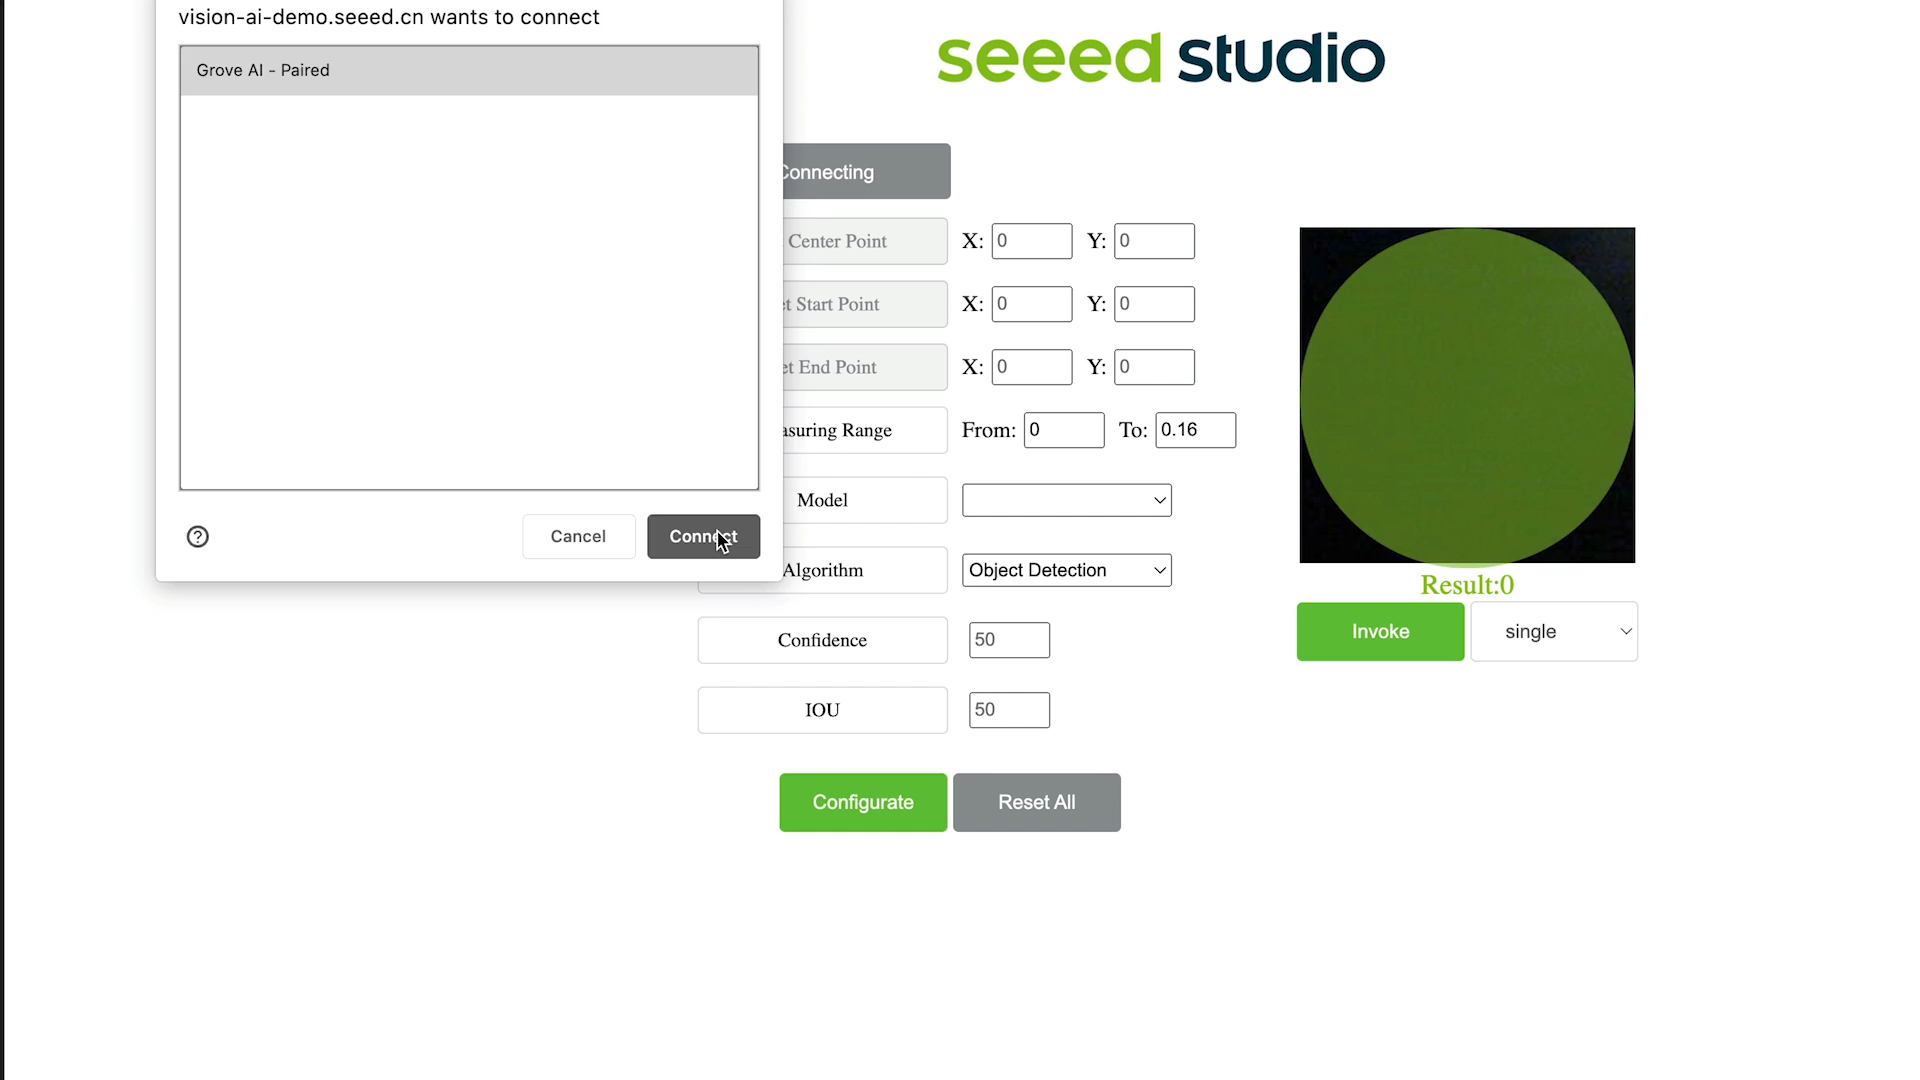 vision-ai-demo.seeed.cn wants to connect
Grove AI - Paired
Cancel
Connect
seeed studio
Connecting
Center Point X: 0 Y: 0
Start Point X: 0 Y: 0
End Point X: 0 Y: 0
Range From: 0 To: 0.16
Model
Algorithm Object Detection
Confidence 50
IOU 50
Configurate Reset All
Result:0
Invoke single